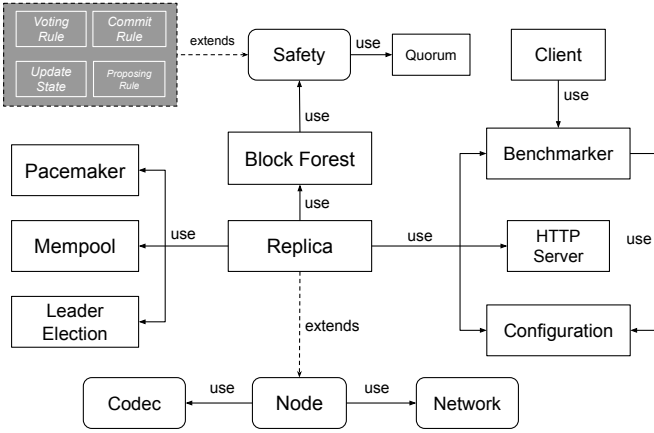 Voting
Rule
Commit
Rule
Update
State
Proposing
Rule
extends
Safety
use
Quorum
Client
use
use
Block Forest
Benchmarker
Pacemaker
use
Mempool
use
Replica
use
HTTP
Server
use
Leader
Election
extends
Configuration
Codec
use
Node
use
Network